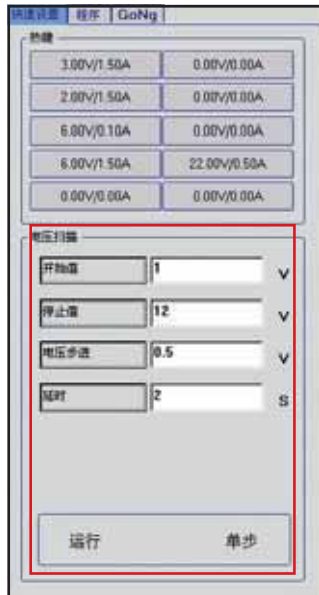 快速设置 程序 GoNg
热键
3.00V/1.50A 0.00V/0.00A
2.00V/1.50A 0.00V/0.00A
6.00V/0.10A 0.00V/0.00A
6.00V/1.50A 22.00V/0.50A
0.00V/0.00A 0.00V/0.00A
电压扫描
开始值 1 V
停止值 12 V
电压步进 0.5 V
延时 2 S
运行 单步